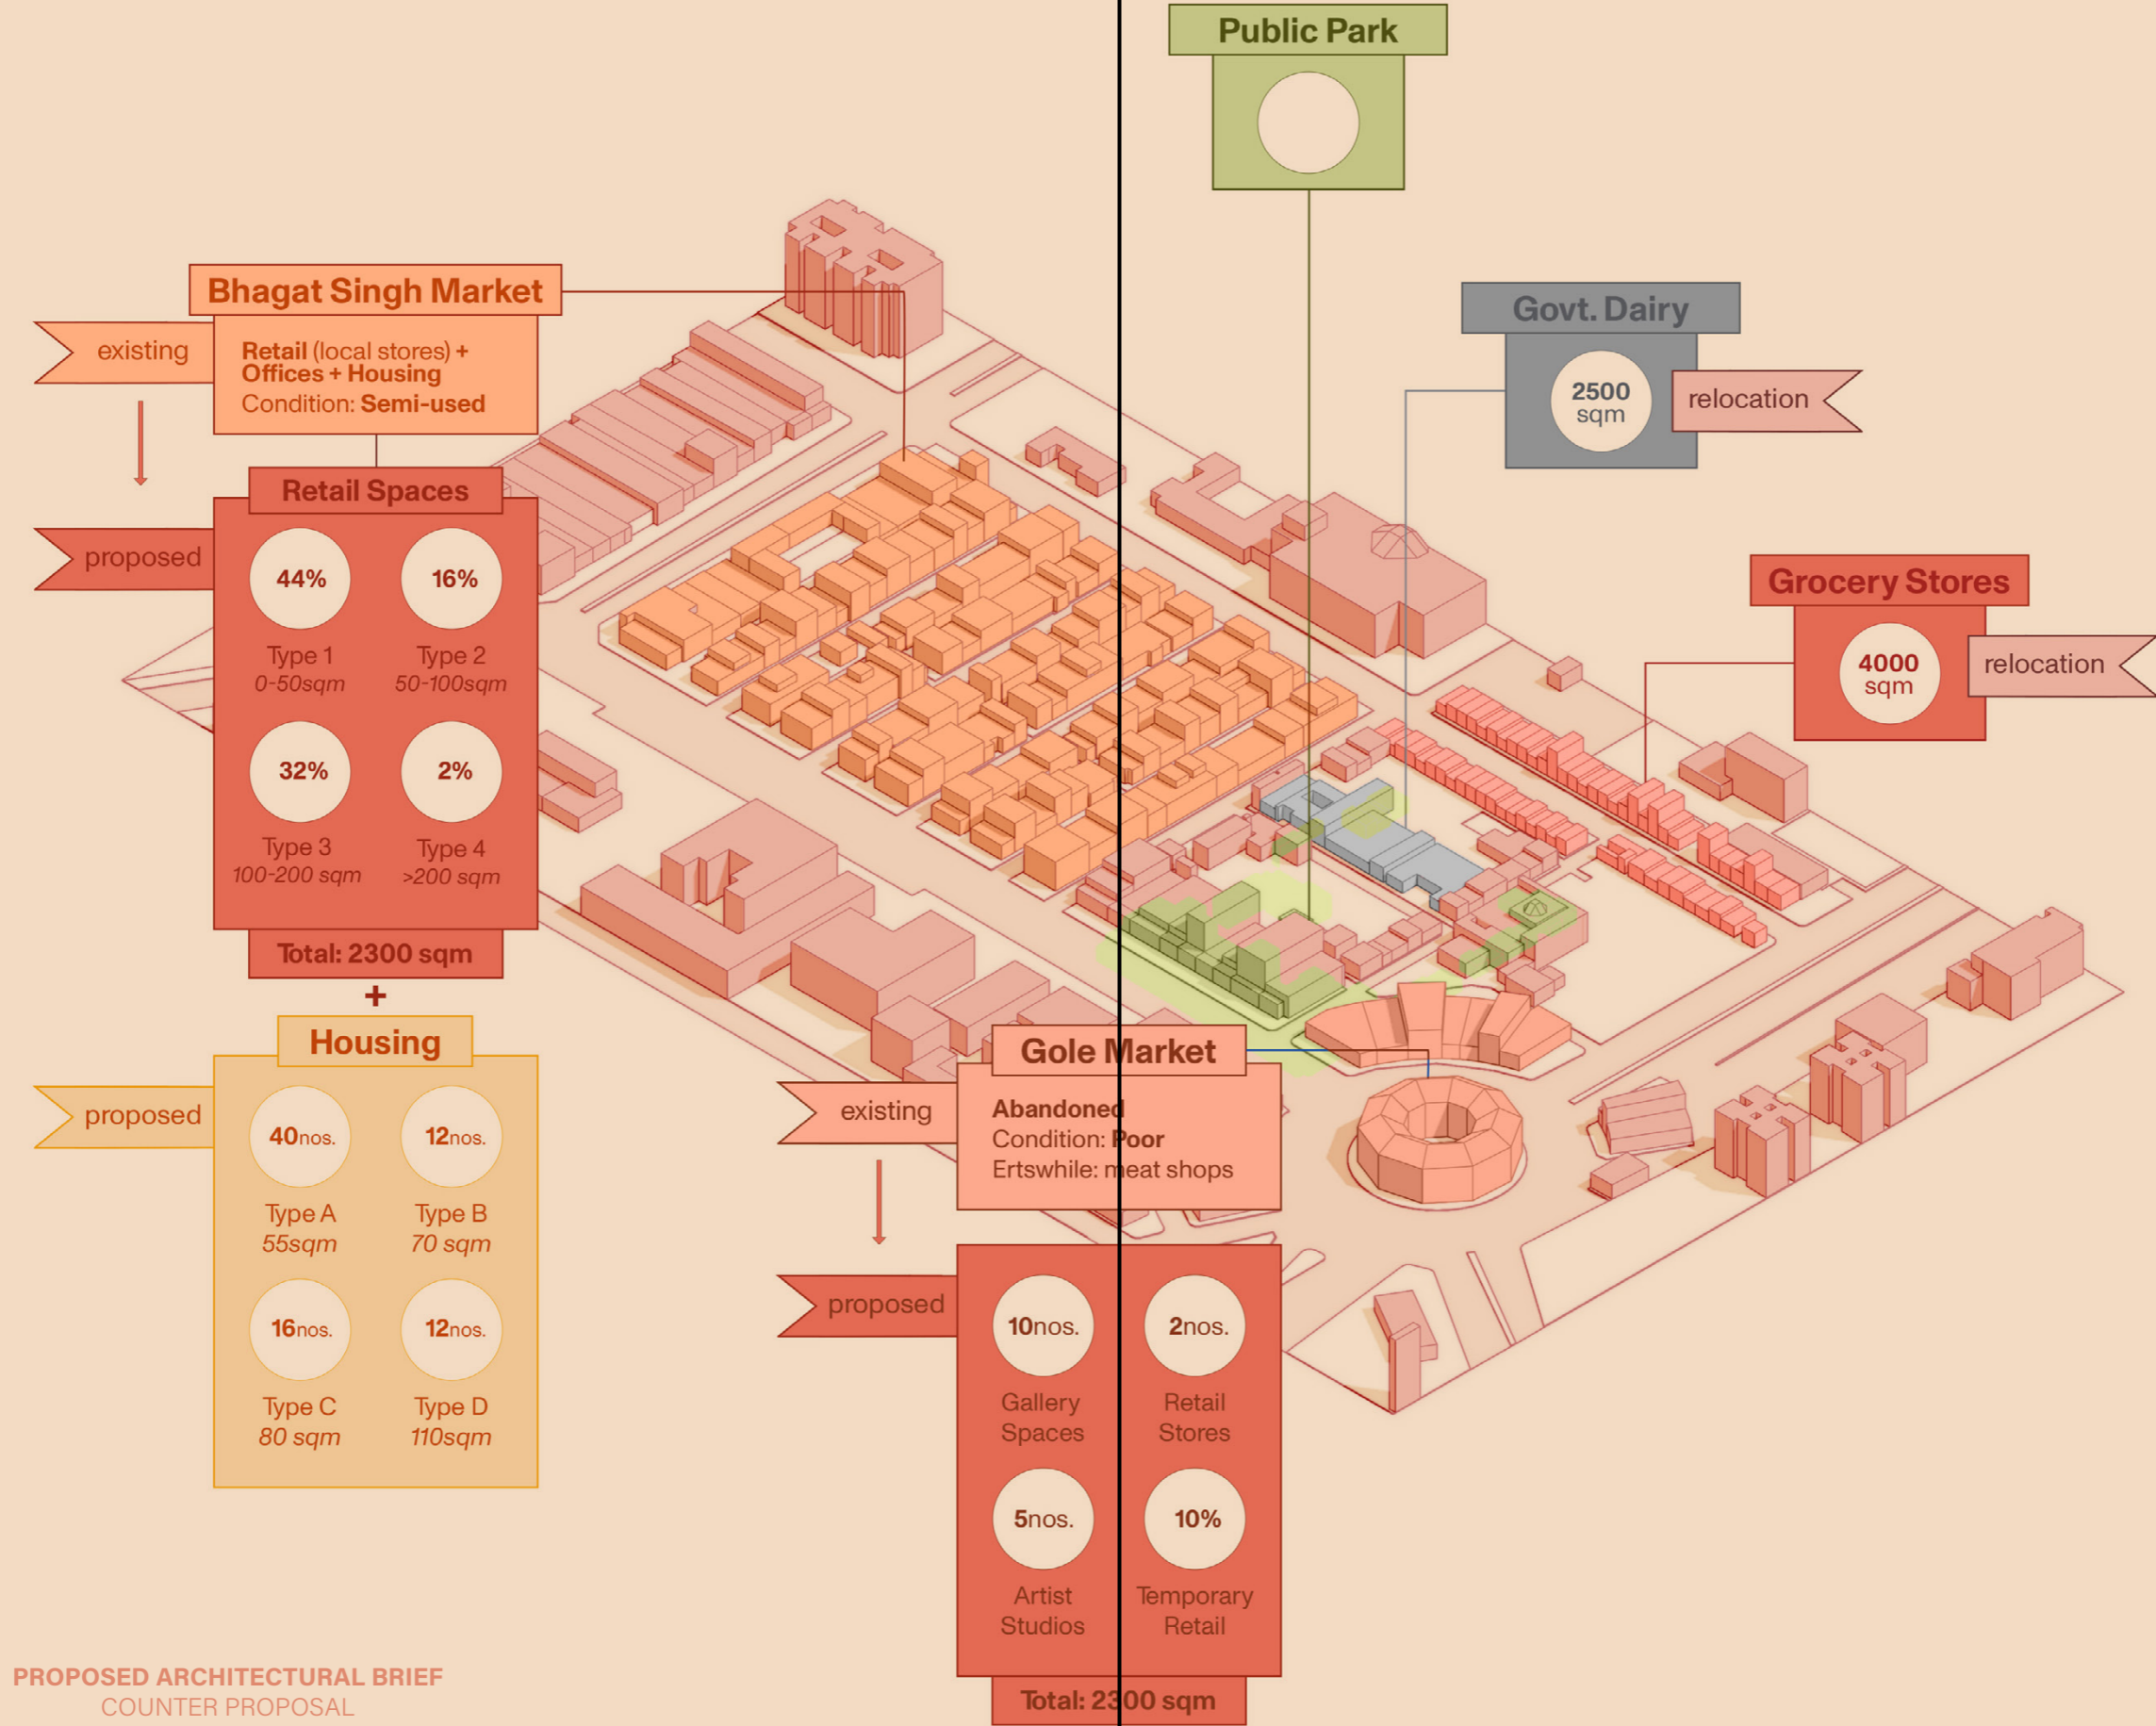 Public Park
Bhagat Singh Market
existing
Retail (local stores) +
Offices + Housing
Condition: Semi-used
Govt. Dairy
2500
sqm
relocation
Retail Spaces
proposed
44%
16%
Type 1
0-50sqm
Type 2
50-100sqm
32%
2%
Type 3
100-200 sqm
Type 4
>200 sqm
Total: 2300 sqm
+
Grocery Stores
4000
sqm
relocation
Housing
proposed
40nos.
12nos.
Type A
55sqm
Type B
70 sqm
16nos.
12nos.
Type C
80 sqm
Type D
110sqm
Gole Market
existing
Abandoned
Condition: Poor
Ertswhile: meat shops
proposed
10nos.
2nos.
Gallery
Spaces
Retail
Stores
5nos.
10%
Artist
Studios
Temporary
Retail
Total: 2300 sqm
PROPOSED ARCHITECTURAL BRIEF
COUNTER PROPOSAL